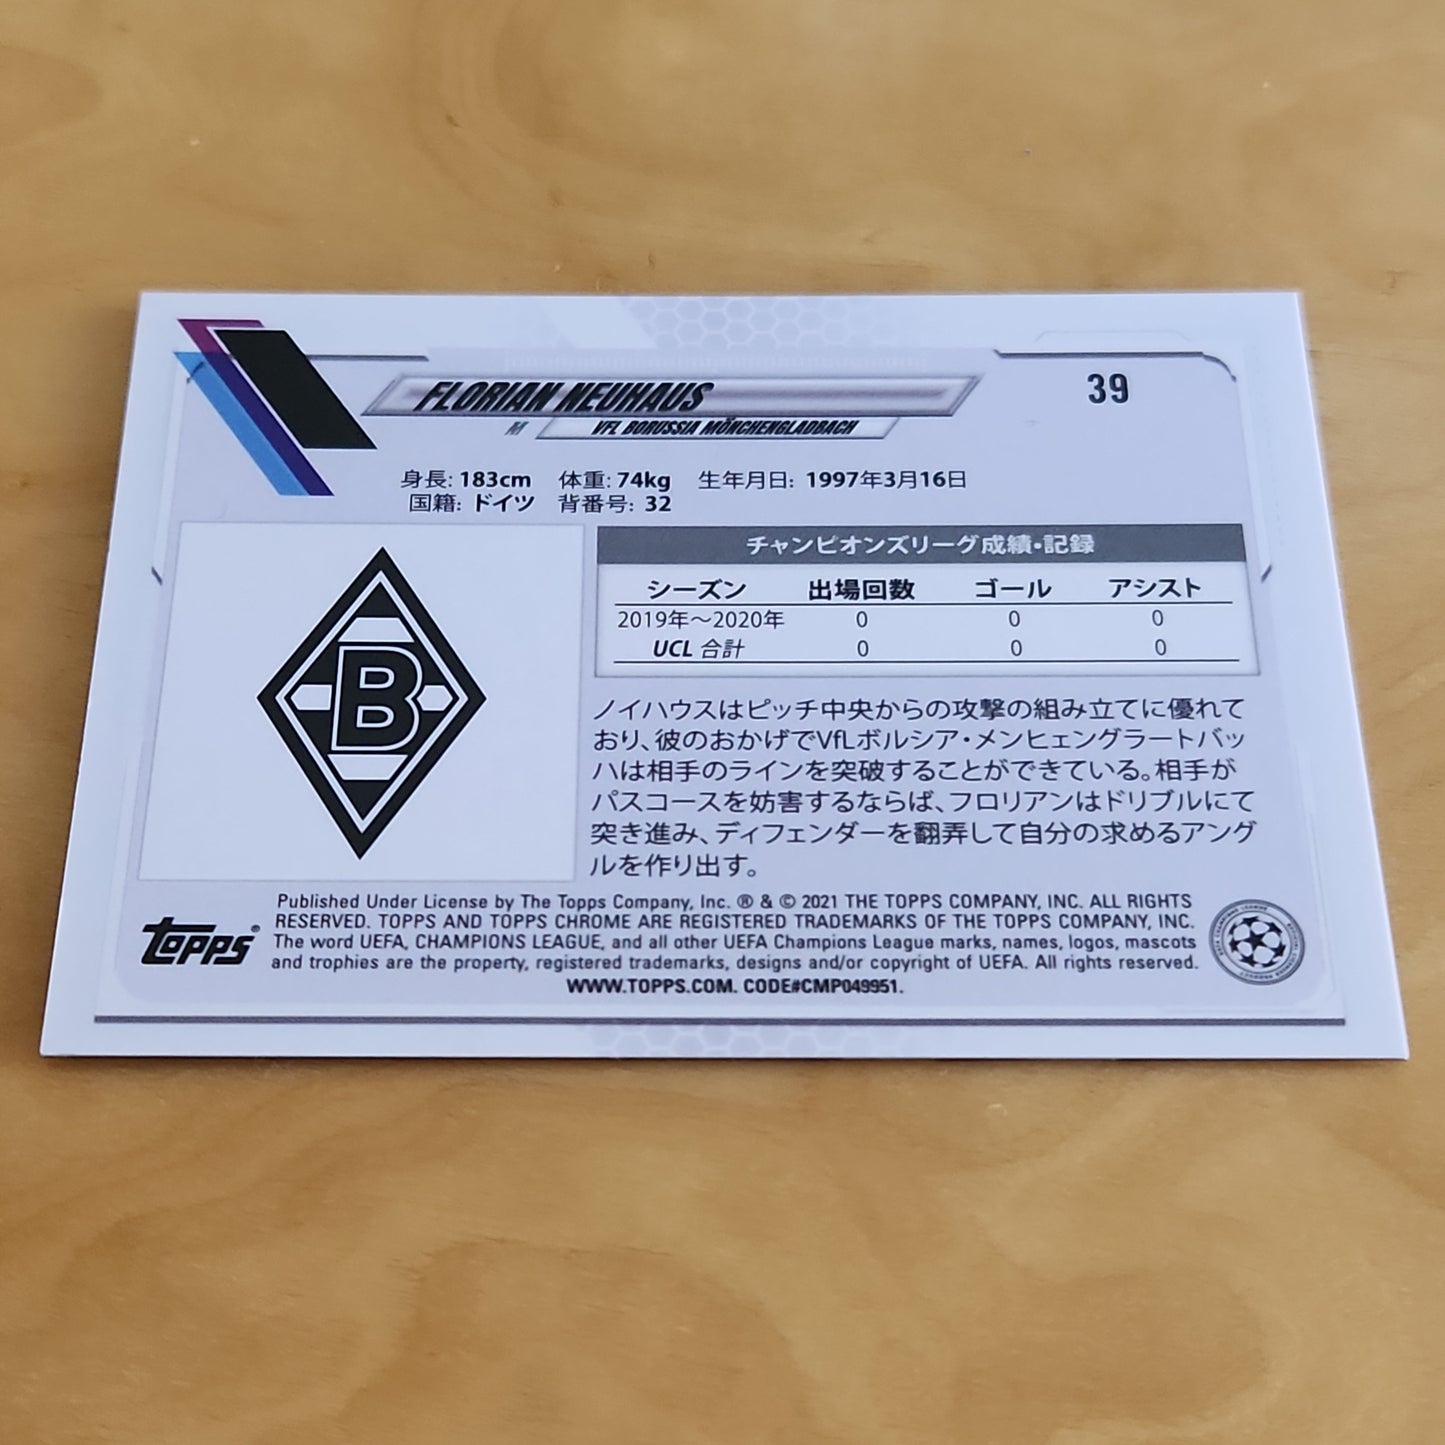 FLORIAN NEUHAUS
39
M
VFL BORUSSIA MÖNCHENGLADBACH
身長: 183cm 体重: 74kg 生年月日: 1997年3月16日
国籍: ドイツ 背番号: 32
B
チャンピオンズリーグ成績・記録
シーズン 出場回数 ゴール アシスト
2019年〜2020年 0 0 0
UCL 合計 0 0 0
ノイハウスはピッチ中央からの攻撃の組み立てに優れて
おり、彼のおかげでVfLボルシア・メンヒェングラートバッ
ハは相手のラインを突破することができている。相手が
パスコースを妨害するならば、フロリアンはドリブルにて
突き進み、ディフェンダーを翻弄して自分の求めるアング
ルを作り出す。
topps®
Published Under License by The Topps Company, Inc. ® & © 2021 THE TOPPS COMPANY, INC. ALL RIGHTS
RESERVED. TOPPS AND TOPPS CHROME ARE REGISTERED TRADEMARKS OF THE TOPPS COMPANY, INC.
The word UEFA, CHAMPIONS LEAGUE, and all other UEFA Champions League marks, names, logos, mascots
and trophies are the property, registered trademarks, designs and/or copyright of UEFA. All rights reserved.
WWW.TOPPS.COM. CODE#CMP049951.